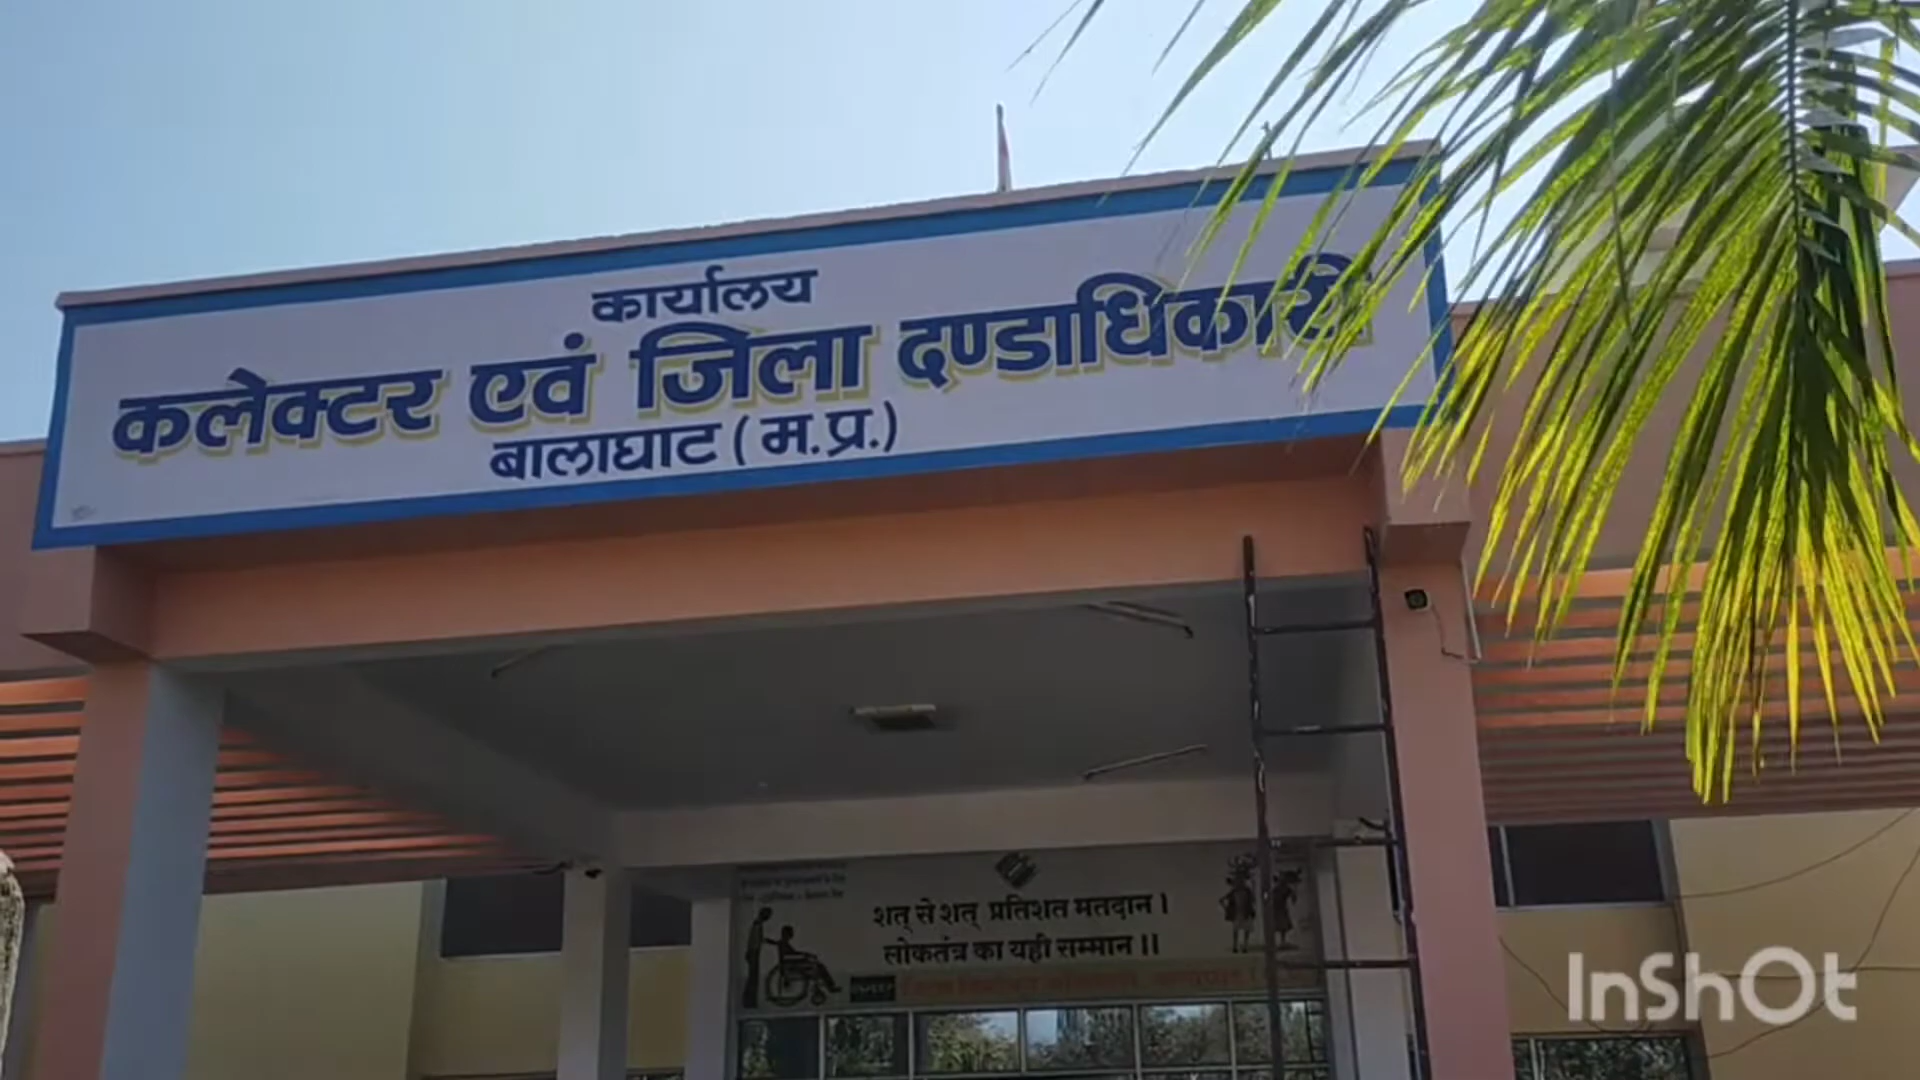 कार्यालय
कलेक्टर एवं जिला दण्डाधिकारी
बालाघाट (म.प्र.)
शत् से शत् प्रतिशत मतदान।
लोकतंत्र का यही सम्मान।।
InShOt